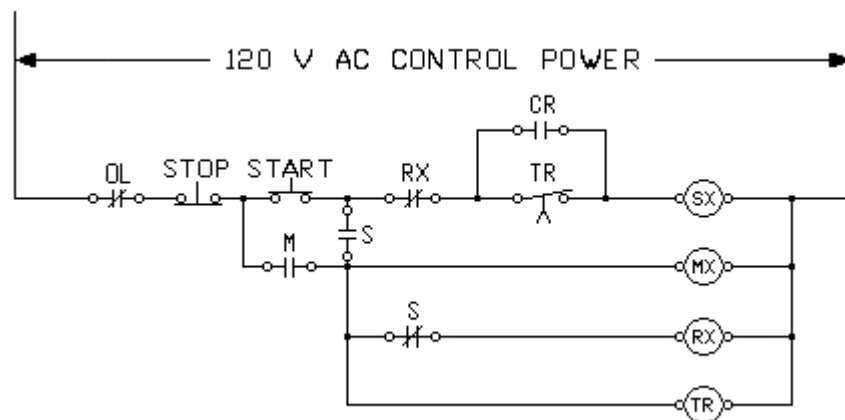 120 V AC CONTROL POWER
CR
OL STOP START RX TR
SX
S
M
MX
S
RX
TR